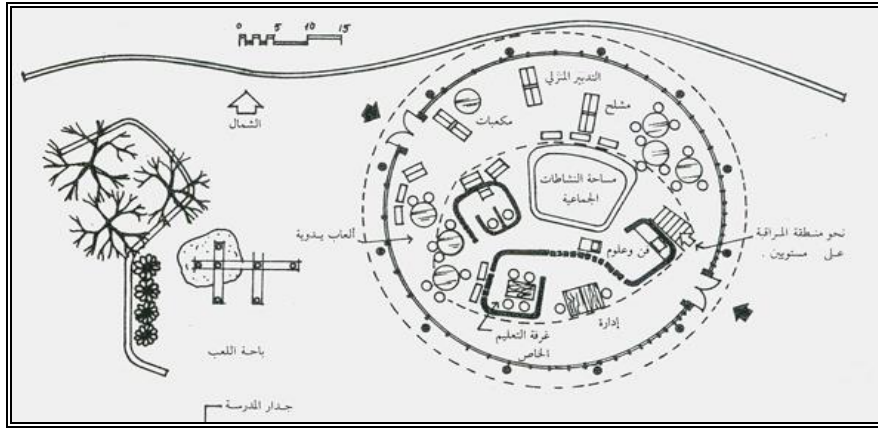 0 5 10 15
الشمال
التدبير المنزلي
مشلح
مكعبات
مساحة النشاطات
الجماعية
نحو منطقة المراقبة
على مستويين .
ألعاب يدوية
فن وعلوم
إدارة
غرفة التعليم
الخاص
باحة اللعب
جدار المدرسة